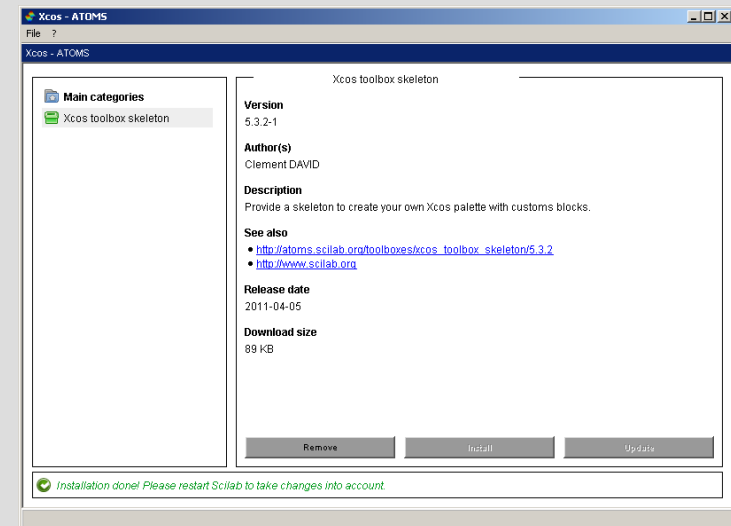 Xcos - ATOMS
File ?
Xcos - ATOMS
Main categories
Xcos toolbox skeleton
Xcos toolbox skeleton
Version
5.3.2-1
Author(s)
Clement DAVID
Description
Provide a skeleton to create your own Xcos palette with customs blocks.
See also
• http://atoms.scilab.org/toolboxes/xcos_toolbox_skeleton/5.3.2
• http://www.scilab.org
Release date
2011-04-05
Download size
89 KB
Remove Install Update
Installation done! Please restart Scilab to take changes into account.